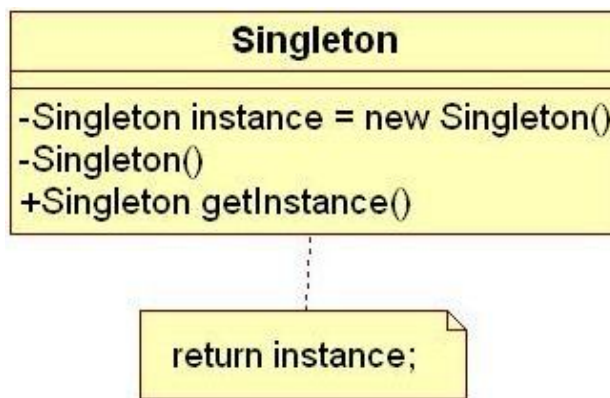 Singleton
-Singleton instance = new Singleton()
-Singleton()
+Singleton getInstance()
return instance;